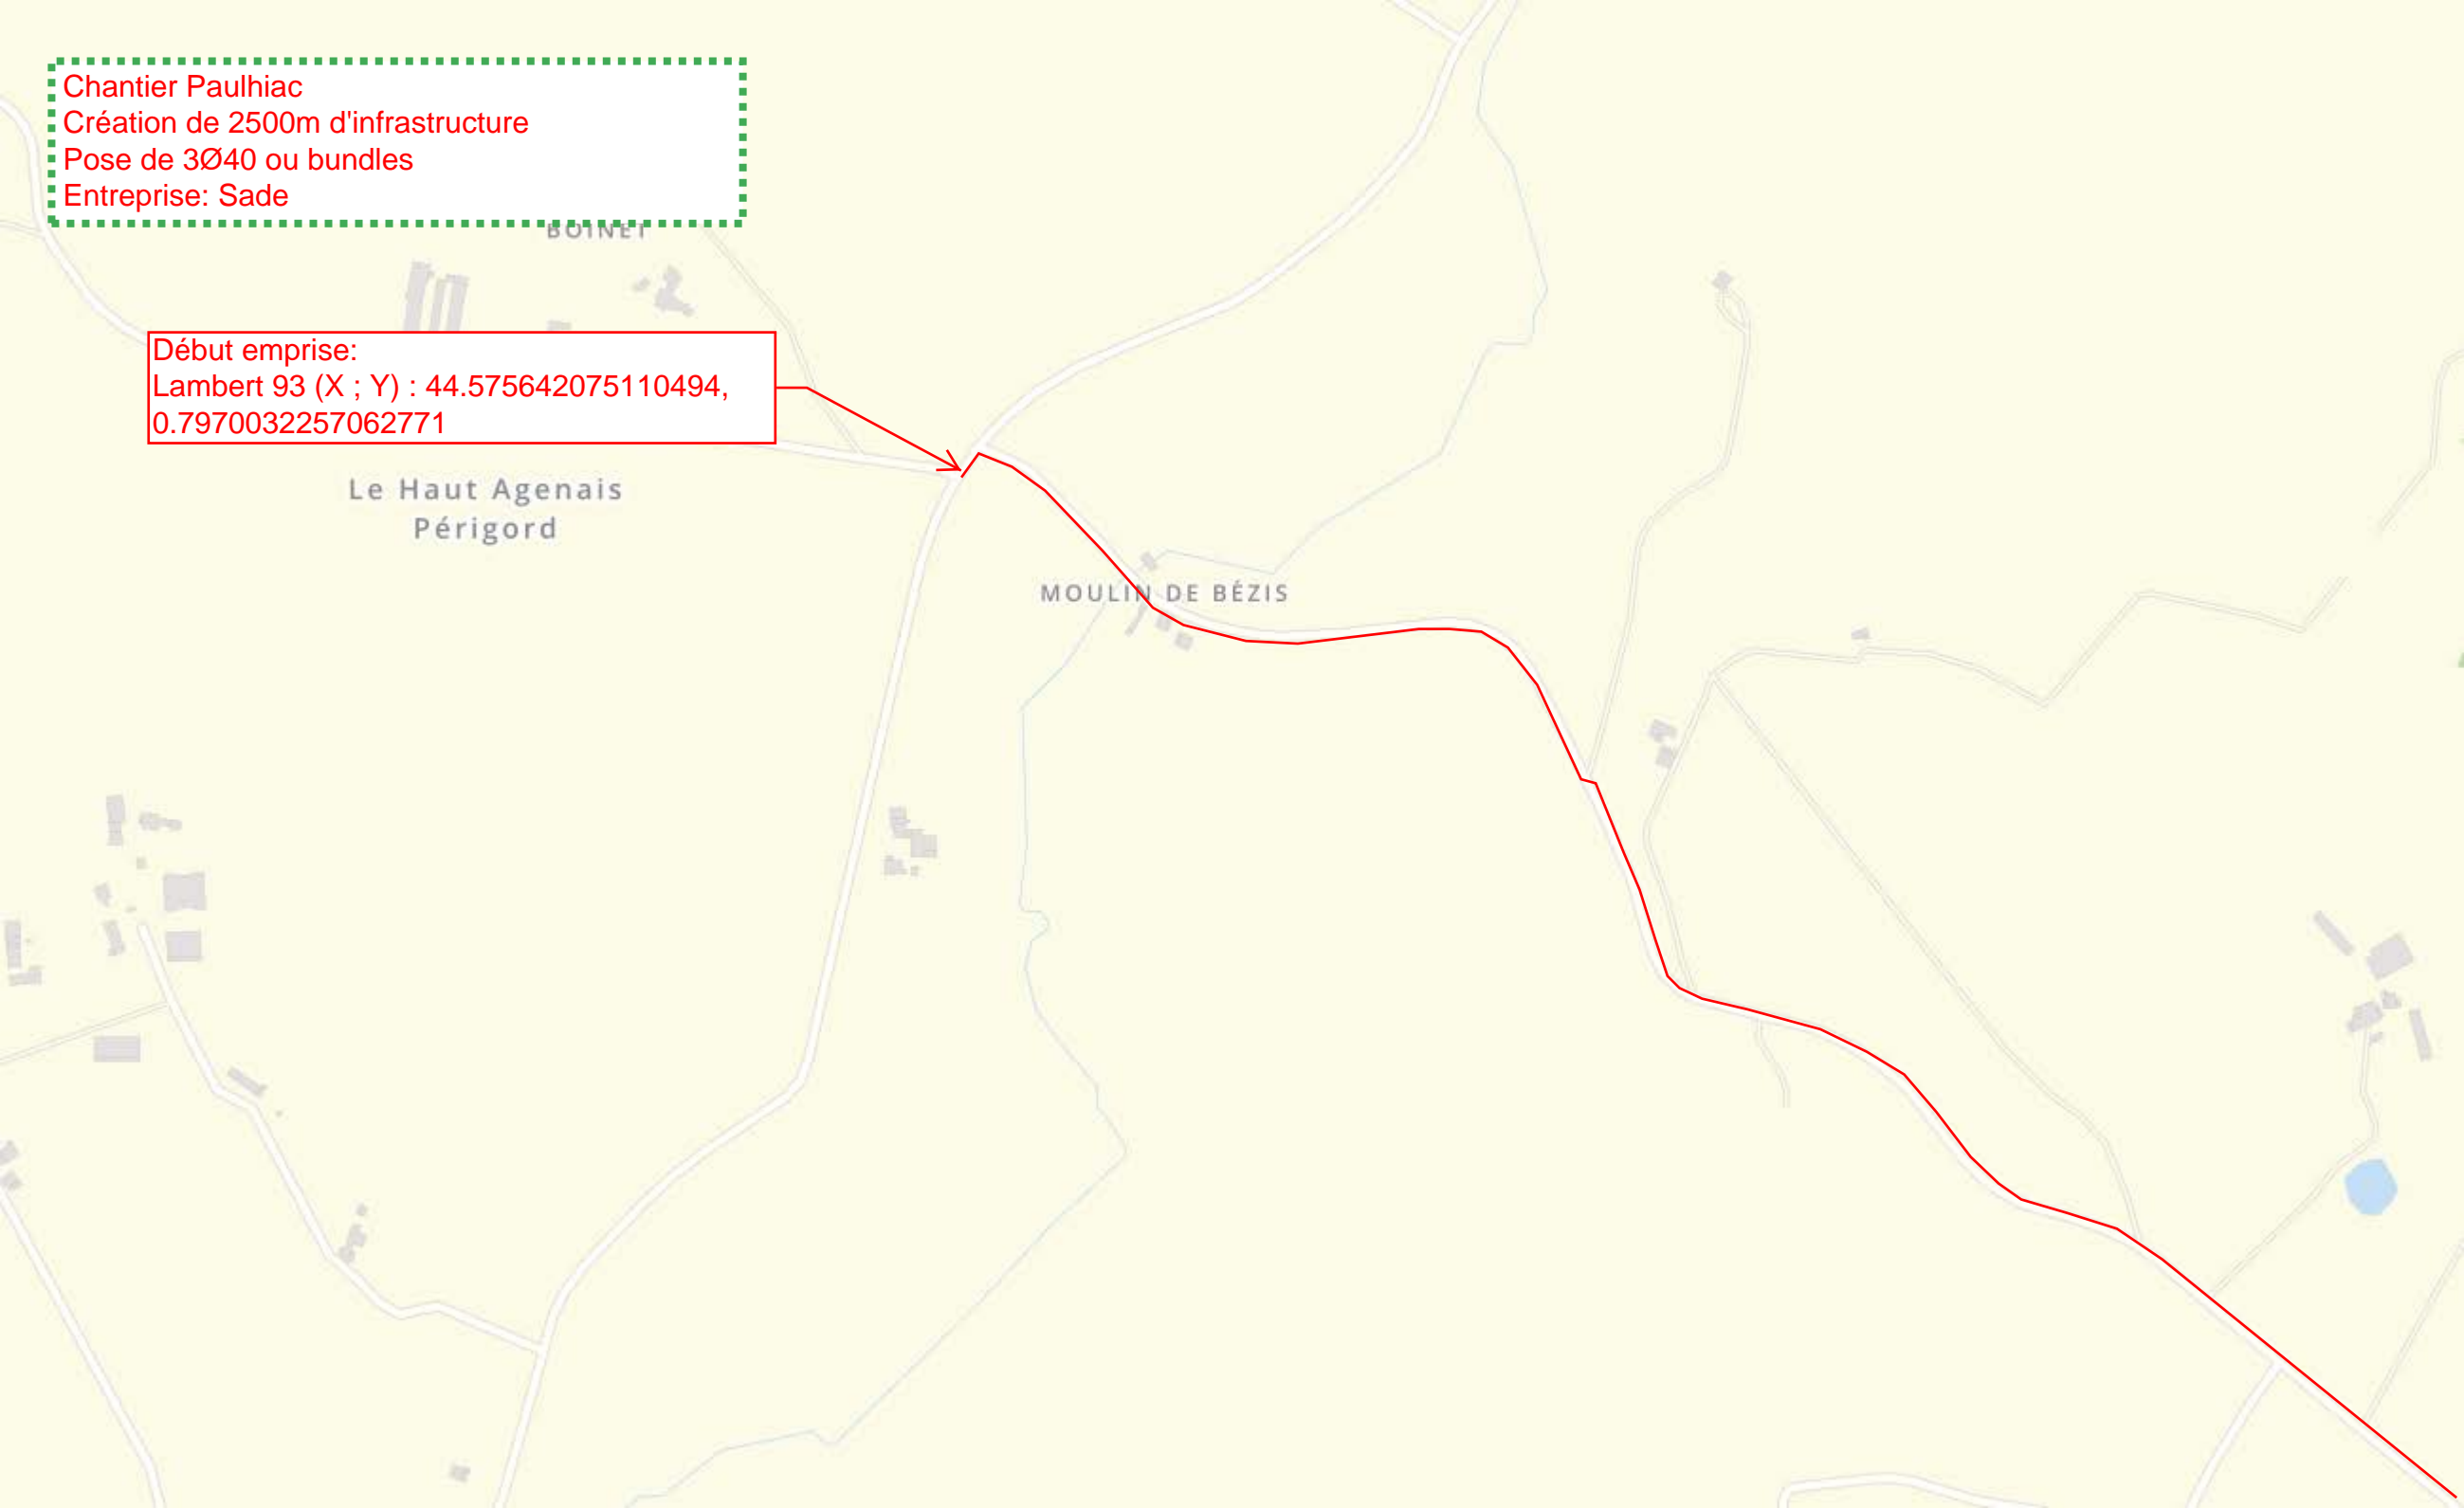 Chantier Paulhiac
Création de 2500m d'infrastructure
Pose de 3Ø40 ou bundles
Entreprise: Sade
BOINET
Début emprise:
Lambert 93 (X ; Y) : 44.575642075110494,
0.7970032257062771
Le Haut Agenais
Périgord
MOULIN DE BÉZIS